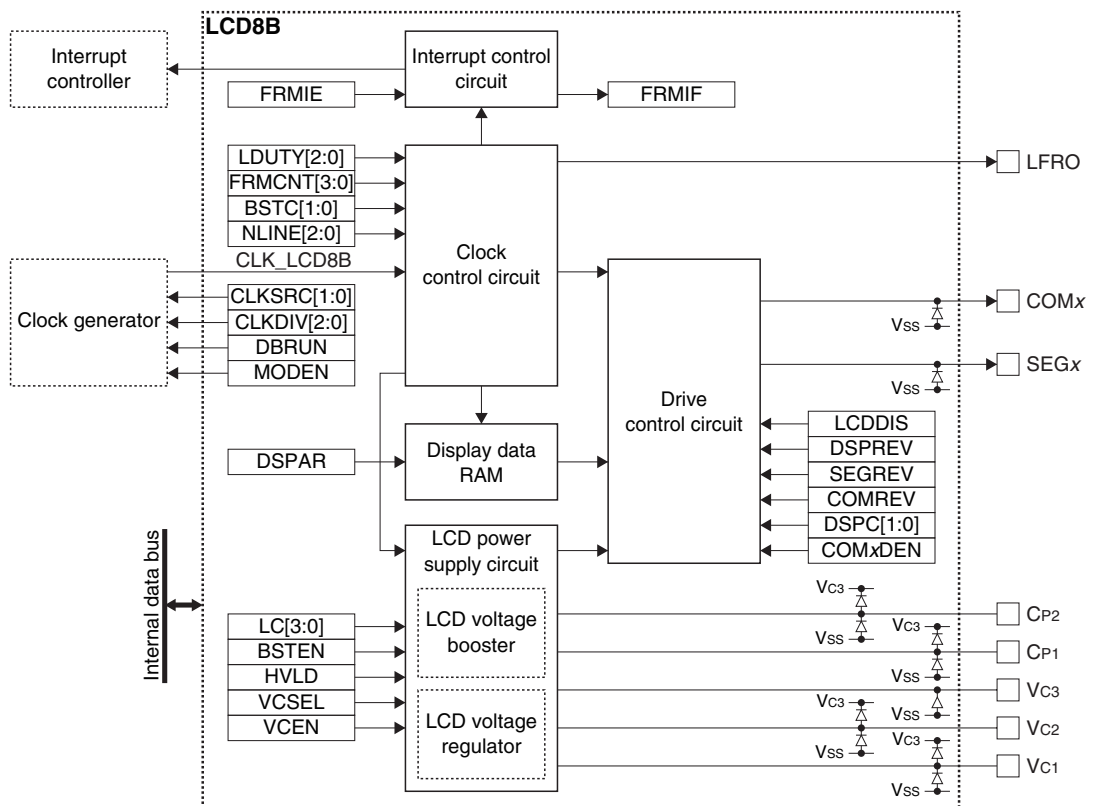 LCD8B
Interrupt
controller
Interrupt control
circuit
FRMIE
FRMIF
LDUTY[2:0]
FRMCNT[3:0]
BSTC[1:0]
NLINE[2:0]
CLK_LCD8B
Clock
control circuit
LFRO
Clock generator
CLKSRC[1:0]
CLKDIV[2:0]
DBRUN
MODEN
COMx
VSS
SEGx
VSS
Drive
control circuit
LCDDIS
DSPREV
SEGREV
COMREV
DSPC[1:0]
COMxDEN
DSPAR
Display data
RAM
Internal data bus
LCD power
supply circuit
LCD voltage
booster
LCD voltage
regulator
LC[3:0]
BSTEN
HVLD
VCSEL
VCEN
VC3
CP2
VSS
VC3
CP1
VSS
VC3
VSS
VC3
VC2
VSS
VC3
VC1
VSS